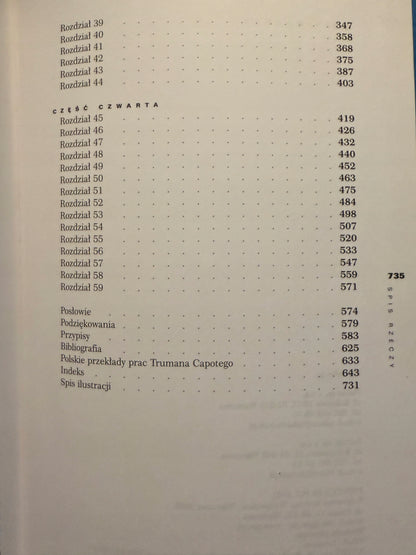 Rozdział 39 . . . . . . . . . . . . . 347
Rozdział 40 . . . . . . . . . . . . . 358
Rozdział 41 . . . . . . . . . . . . . 368
Rozdział 42 . . . . . . . . . . . . . 375
Rozdział 43 . . . . . . . . . . . . . 387
Rozdział 44 . . . . . . . . . . . . . 403
CZĘŚĆ CZWARTA
Rozdział 45 . . . . . . . . . . . . . 419
Rozdział 46 . . . . . . . . . . . . . 426
Rozdział 47 . . . . . . . . . . . . . 432
Rozdział 48 . . . . . . . . . . . . . 440
Rozdział 49 . . . . . . . . . . . . . 452
Rozdział 50 . . . . . . . . . . . . . 463
Rozdział 51 . . . . . . . . . . . . . 475
Rozdział 52 . . . . . . . . . . . . . 484
Rozdział 53 . . . . . . . . . . . . . 498
Rozdział 54 . . . . . . . . . . . . . 507
Rozdział 55 . . . . . . . . . . . . . 520
Rozdział 56 . . . . . . . . . . . . . 533
Rozdział 57 . . . . . . . . . . . . . 547
Rozdział 58 . . . . . . . . . . . . . 559
Rozdział 59 . . . . . . . . . . . . . 571
Posłowie . . . . . . . . . . . . . 574
Podziękowania . . . . . . . . . . . . . 579
Przypisy . . . . . . . . . . . . . 583
Bibliografia . . . . . . . . . . . . . 625
Polskie przekłady prac Trumana Capotego . . . . . . 633
Indeks . . . . . . . . . . . . . 643
Spis ilustracji . . . . . . . . . . . . . 731
735
SPIS RZECZY